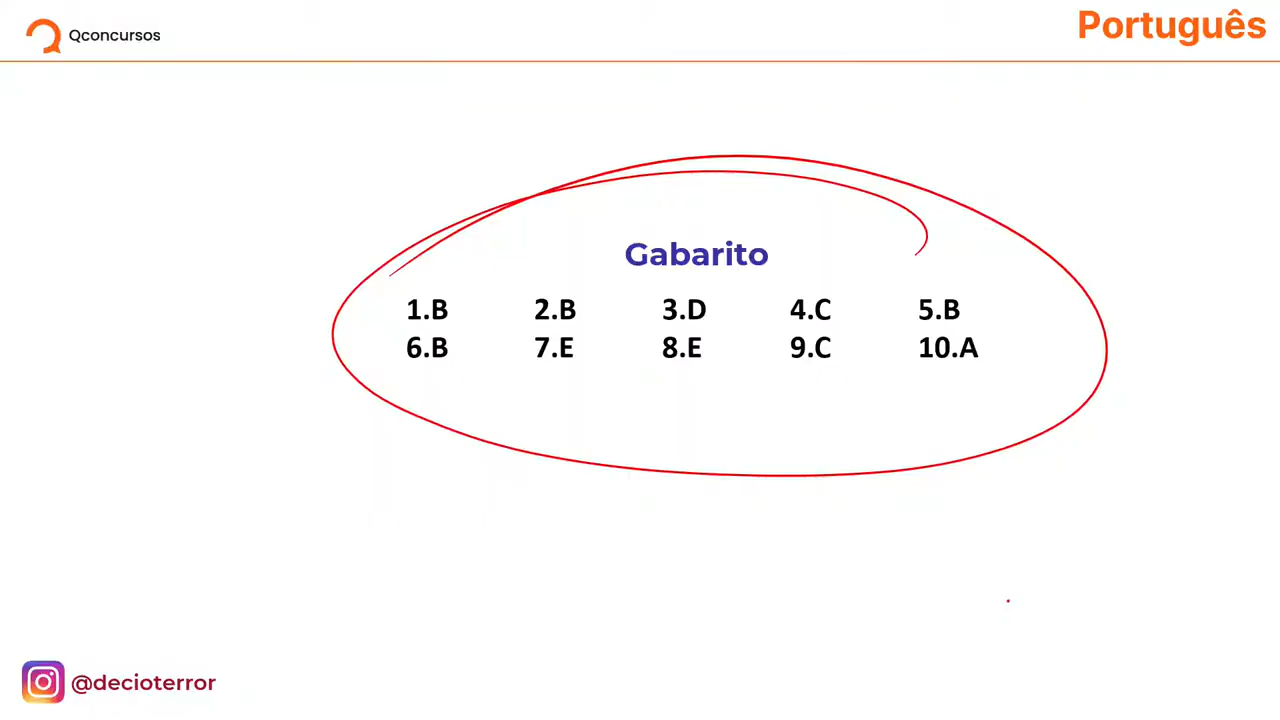 Qconcursos
Português
Gabarito
1.B 2.B 3.D 4.C 5.B
6.B 7.E 8.E 9.C 10.A
@decioterror